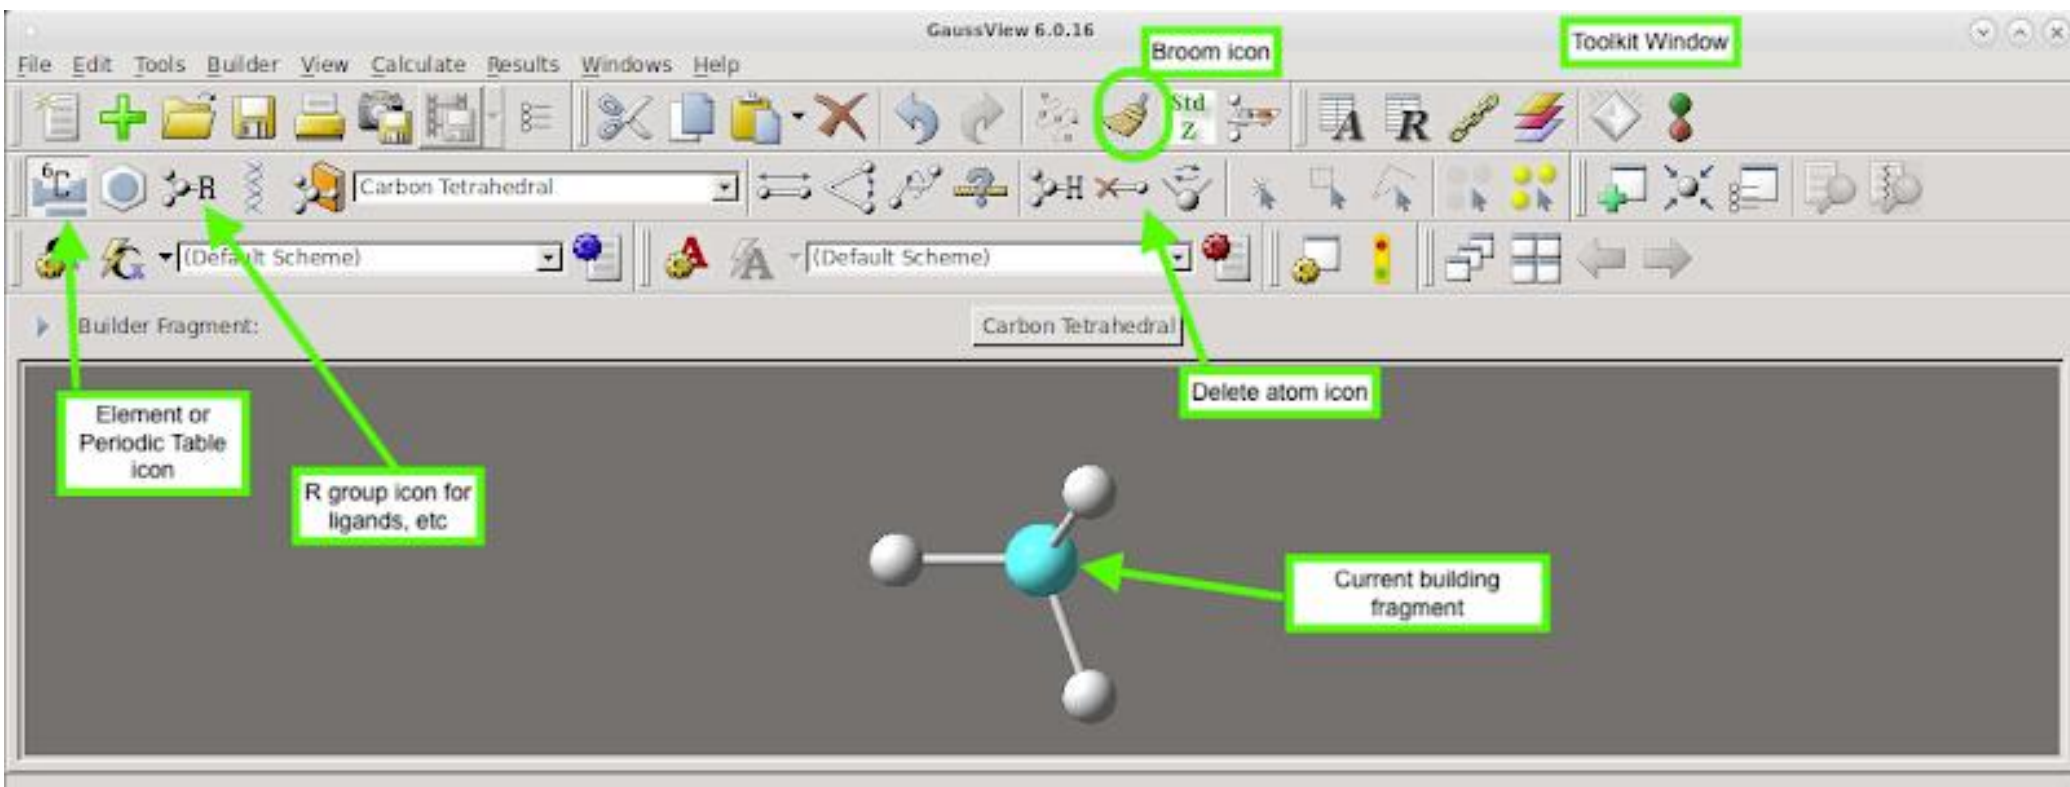 GaussView 6.0.16
Broom icon
Toolkit Window
File Edit Tools Builder View Calculate Results Windows Help
Std
Z
A
R
6C
R
Carbon Tetrahedral
H
(Default Scheme)
A
A
(Default Scheme)
Builder Fragment:
Carbon Tetrahedral
Delete atom icon
Element or
Periodic Table
icon
R group icon for
ligands, etc
Current building
fragment